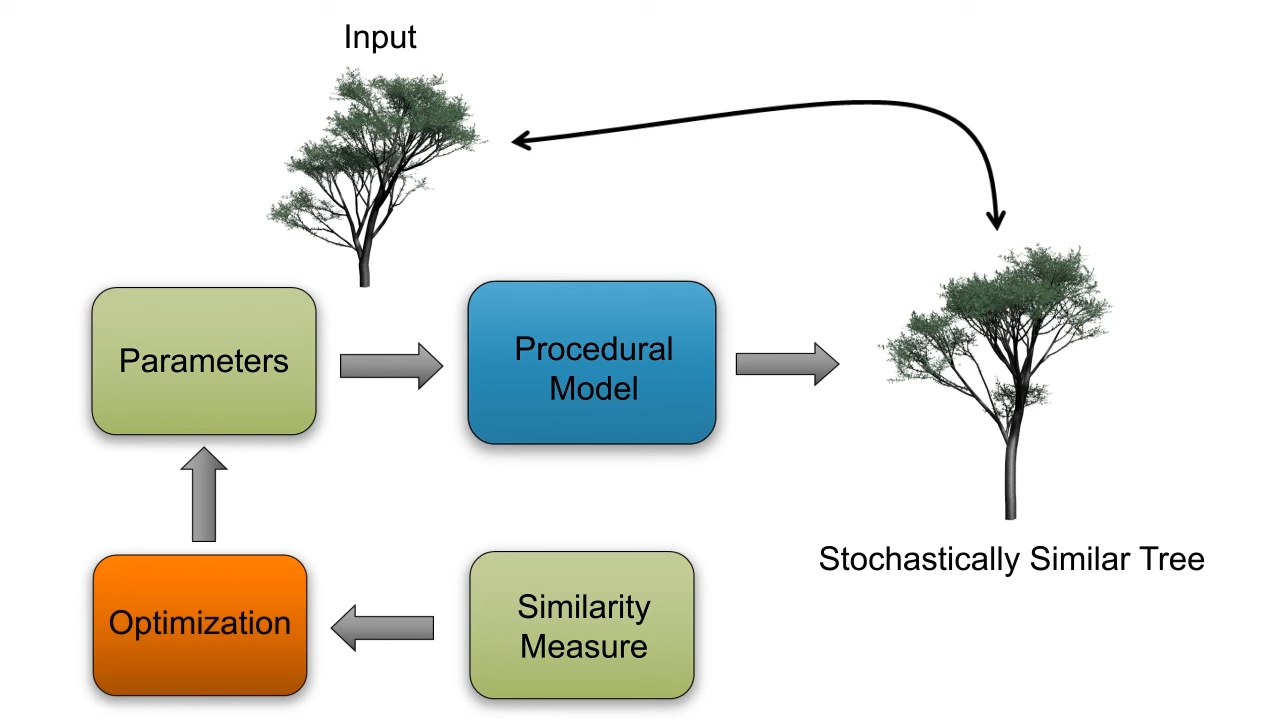 Input
Parameters
Procedural
Model
Stochastically Similar Tree
Optimization
Similarity
Measure